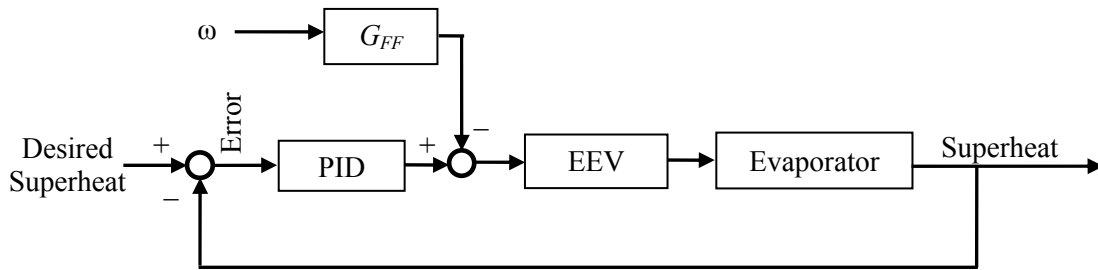 ω
G_FF
Error
Desired
Superheat
+
−
PID
+
−
EEV
Evaporator
Superheat